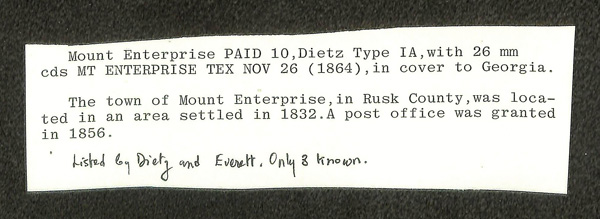 Mount Enterprise PAID 10,Dietz Type IA,with 26 mm
cds MT ENTERPRISE TEX NOV 26 (1864),in cover to Georgia.
The town of Mount Enterprise,in Rusk County,was loca-
ted in an area settled in 1832.A post office was granted
in 1856.
Listed by Dietz and Everett. Only 3 known.